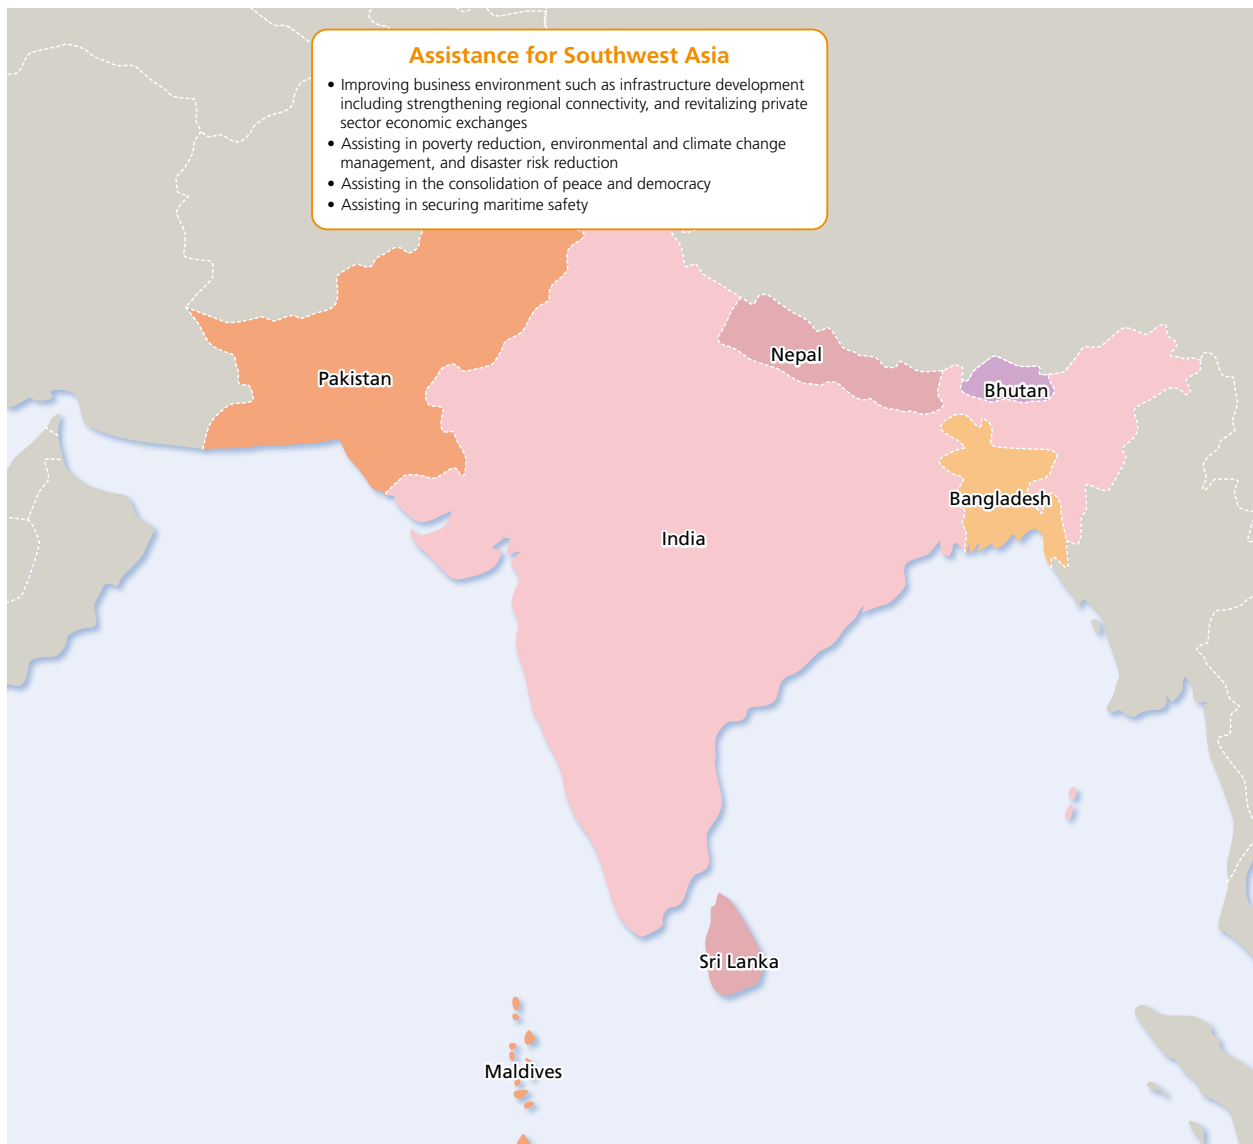 Assistance for Southwest Asia
• Improving business environment such as infrastructure development
including strengthening regional connectivity, and revitalizing private
sector economic exchanges
• Assisting in poverty reduction, environmental and climate change
management, and disaster risk reduction
• Assisting in the consolidation of peace and democracy
• Assisting in securing maritime safety
Nepal
Pakistan
Bhutan
Bangladesh
India
Sri Lanka
Maldives